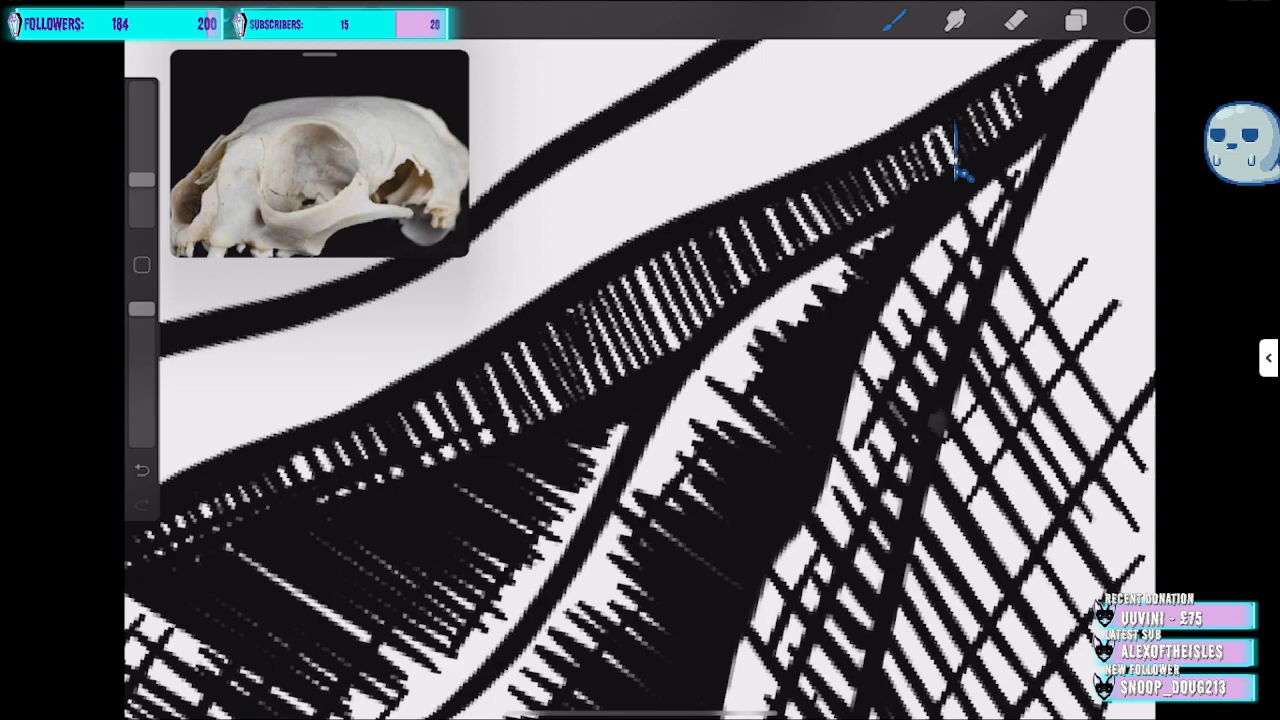 FOLLOWERS: 184 200
SUBSCRIBERS: 15 20
RECENT DONATION
UUVINI - £75
LATEST SUB
ALEXOFTHEISLES
NEW FOLLOWER
SNOOP_DOUG213